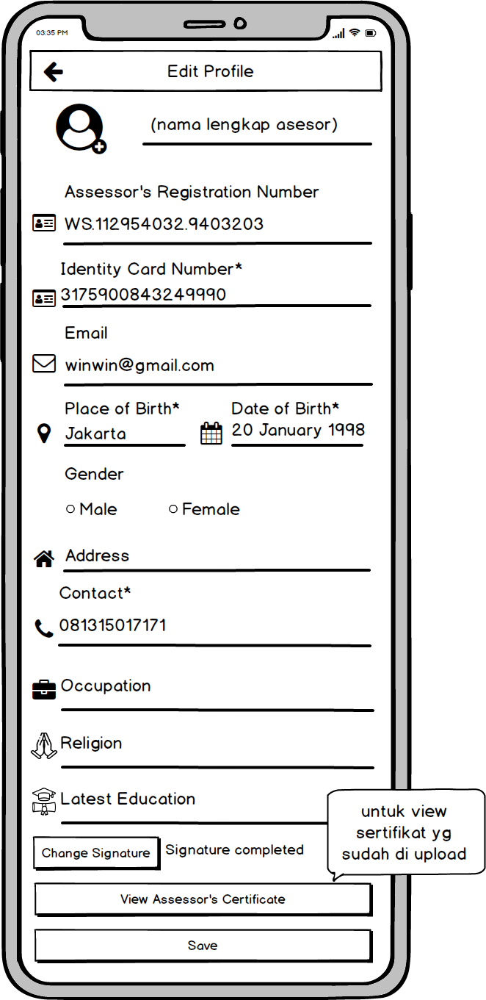 03:35 PM
Edit Profile
(nama lengkap asesor)
Assessor's Registration Number
WS.112954032.9403203
Identity Card Number*
3175900843249990
Email
winwin@gmail.com
Place of Birth*
Date of Birth*
Jakarta
20 January 1998
Gender
Male
Female
Address
Contact*
081315017171
Occupation
Religion
Latest Education
untuk view
sertifikat yg
sudah di upload
Change Signature
Signature completed
View Assessor's Certificate
Save